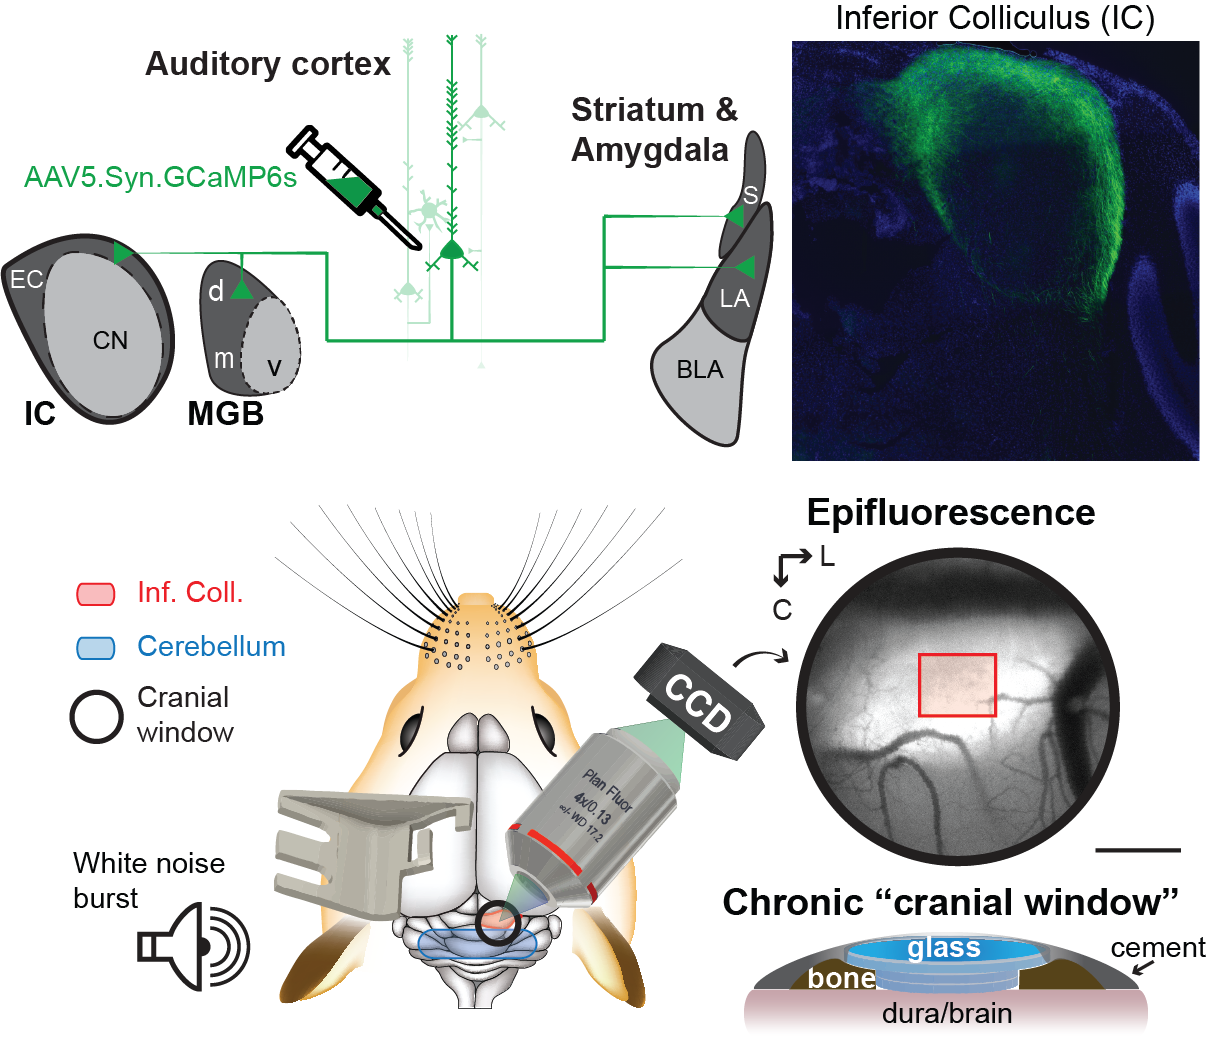 Inferior Colliculus (IC)
Auditory cortex
Striatum &
Amygdala
AAV5.Syn.GCaMP6s
S
EC
d
LA
CN
m
v
BLA
IC
MGB
Epifluorescence
L
C
Inf. Coll.
Cerebellum
Cranial
window
CCD
Plan Fluor
4x/0.13
∞/- WD 17.2
White noise
burst
Chronic “cranial window”
glass
cement
bone
dura/brain